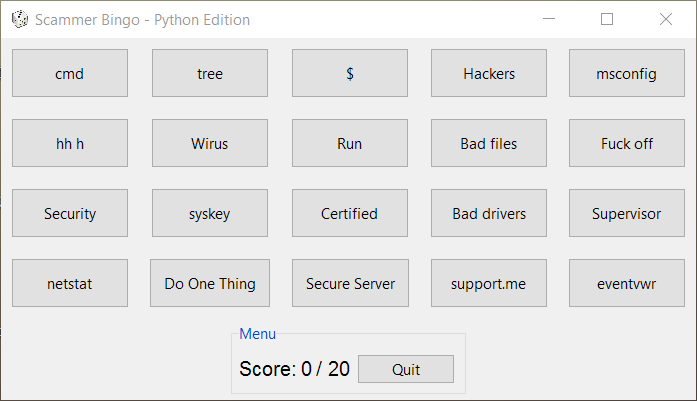 Scammer Bingo - Python Edition
cmd tree $ Hackers msconfig
hh h Wirus Run Bad files Fuck off
Security syskey Certified Bad drivers Supervisor
netstat Do One Thing Secure Server support.me eventvwr
Menu
Score: 0 / 20 Quit